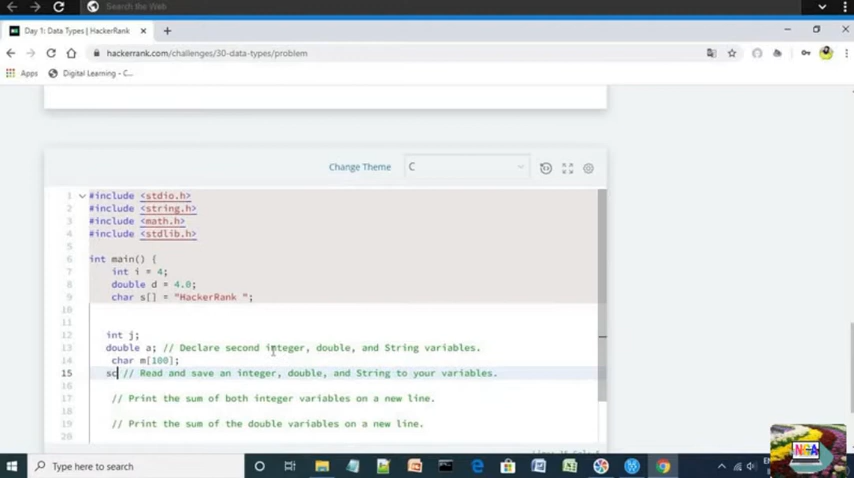 Search the Web
Day 1: Data Types | HackerRank
hackerrank.com/challenges/30-data-types/problem
Apps Digital Learning – C...
Change Theme C
1 #include <stdio.h>
2 #include <string.h>
3 #include <math.h>
4 #include <stdlib.h>
5
6 int main() {
7 int i = 4;
8 double d = 4.0;
9 char s[] = "HackerRank ";
10
11
12 int j;
13 double a; // Declare second integer, double, and String variables.
14 char m[100];
15 sc // Read and save an integer, double, and String to your variables.
16
17 // Print the sum of both integer variables on a new line.
18
19 // Print the sum of the double variables on a new line.
20
Type here to search
NGA